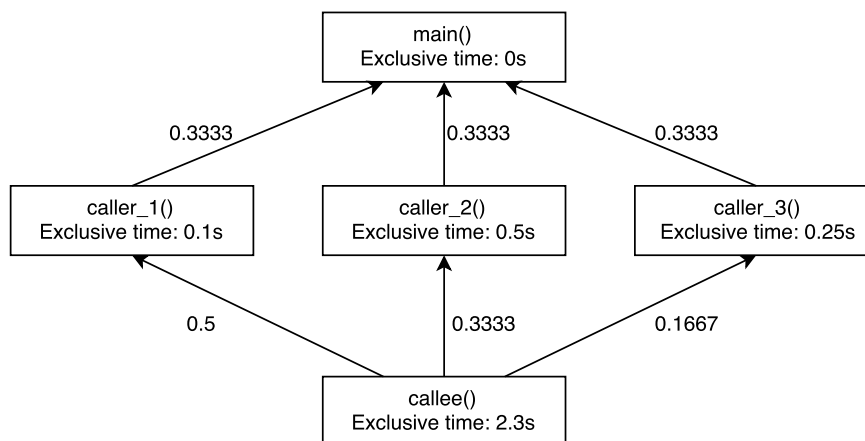 main()
Exclusive time: 0s
0.3333
0.3333
0.3333
caller_1()
Exclusive time: 0.1s
caller_2()
Exclusive time: 0.5s
caller_3()
Exclusive time: 0.25s
0.5
0.3333
0.1667
callee()
Exclusive time: 2.3s